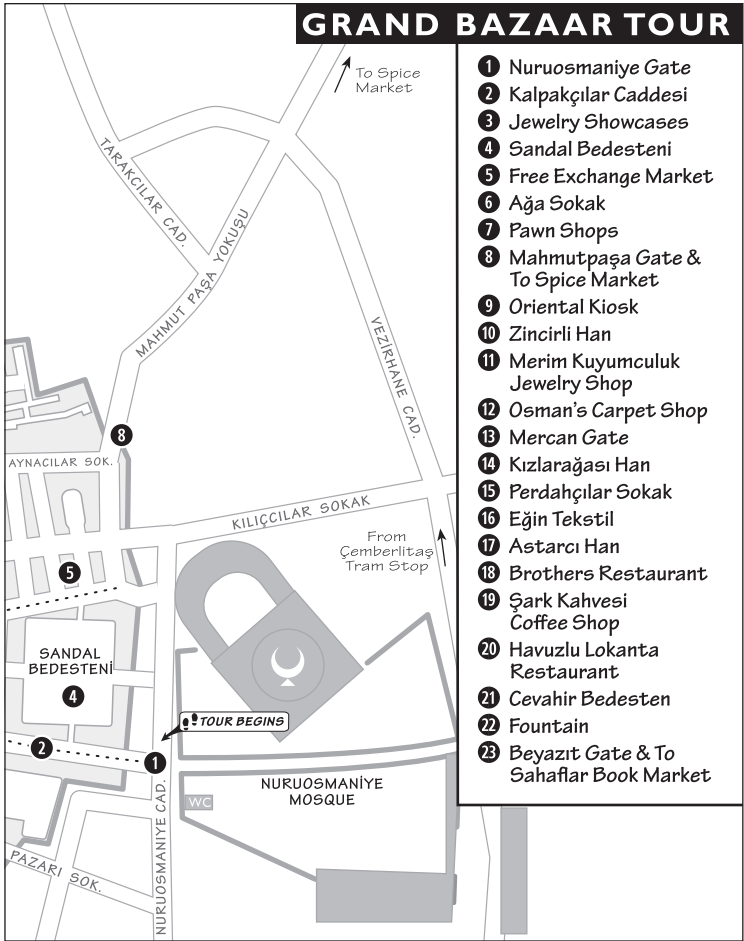 GRAND BAZAAR TOUR
To Spice
Market
1 Nuruosmaniye Gate
2 Kalpakçılar Caddesi
3 Jewelry Showcases
4 Sandal Bedesteni
5 Free Exchange Market
6 Ağa Sokak
7 Pawn Shops
8 Mahmutpaşa Gate &
To Spice Market
9 Oriental Kiosk
10 Zincirli Han
11 Merim Kuyumculuk
Jewelry Shop
12 Osman's Carpet Shop
13 Mercan Gate
14 Kızlarağası Han
15 Perdahçılar Sokak
16 Eğin Tekstil
17 Astarcı Han
18 Brothers Restaurant
19 Şark Kahvesi
Coffee Shop
20 Havuzlu Lokanta
Restaurant
21 Cevahir Bedesten
22 Fountain
23 Beyazıt Gate & To
Sahaflar Book Market
TARAKCILAR CAD.
MAHMUT PAŞA YOKUŞU
VEZIRHANE CAD.
8
AYNACILAR SOK.
KILIÇCILAR SOKAK
From
Çemberlitaş
Tram Stop
5
SANDAL
BEDESTENİ
4
TOUR BEGINS
2
1
NURUOSMANİYE
MOSQUE
WC
NURUOSMANIYE CAD.
PAZARI SOK.